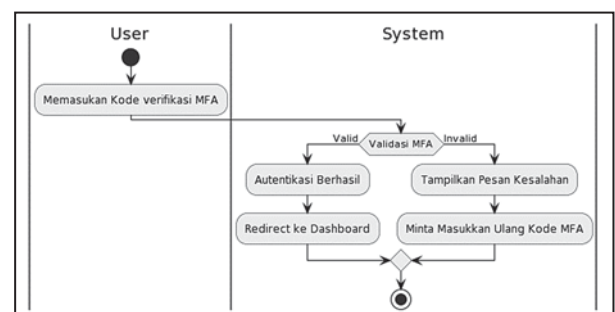 User
System
Memasukan Kode verifikasi MFA
Valid
Validasi MFA
Invalid
Autentikasi Berhasil
Tampilkan Pesan Kesalahan
Redirect ke Dashboard
Minta Masukkan Ulang Kode MFA